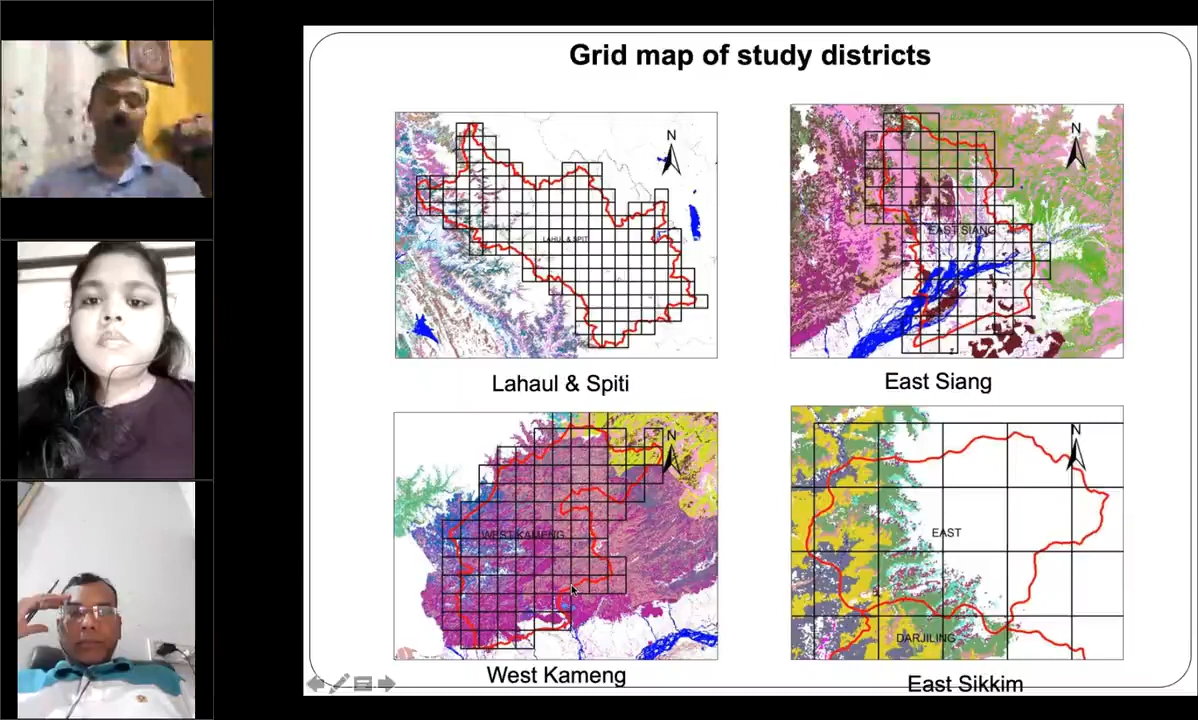 Grid map of study districts
N
LAHAUL & SPITI
Lahaul & Spiti
N
EAST SIANG
East Siang
N
WEST KAMENG
West Kameng
N
EAST
DARJILING
East Sikkim